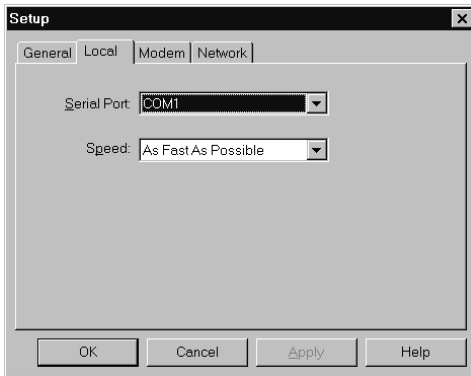 Setup
General Local Modem Network
Serial Port: COM1
Speed: As Fast As Possible
OK Cancel Apply Help